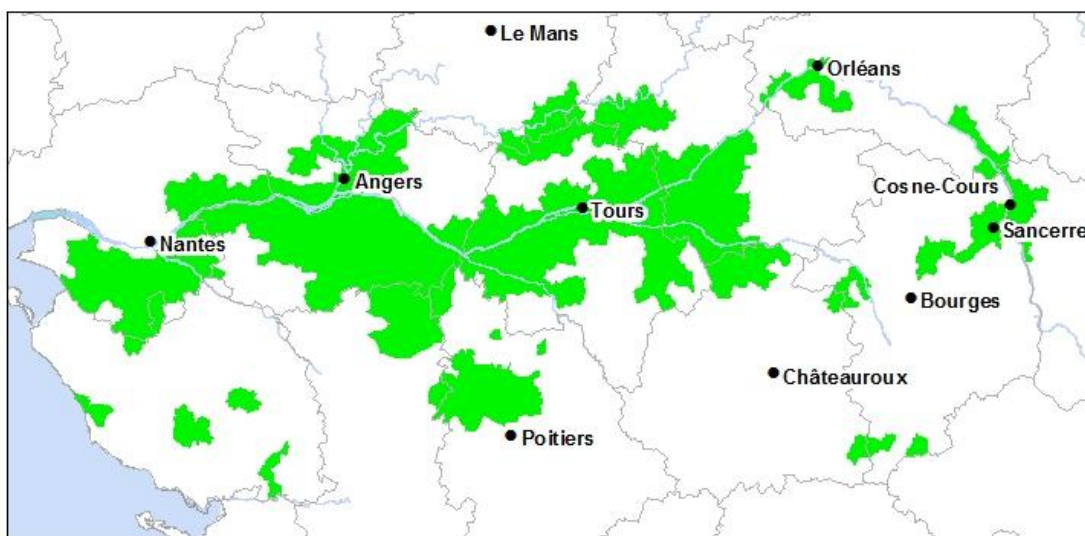 Le Mans
Orléans
Angers
Cosne-Cours
Tours
Sancerre
Nantes
Bourges
Châteauroux
Poitiers